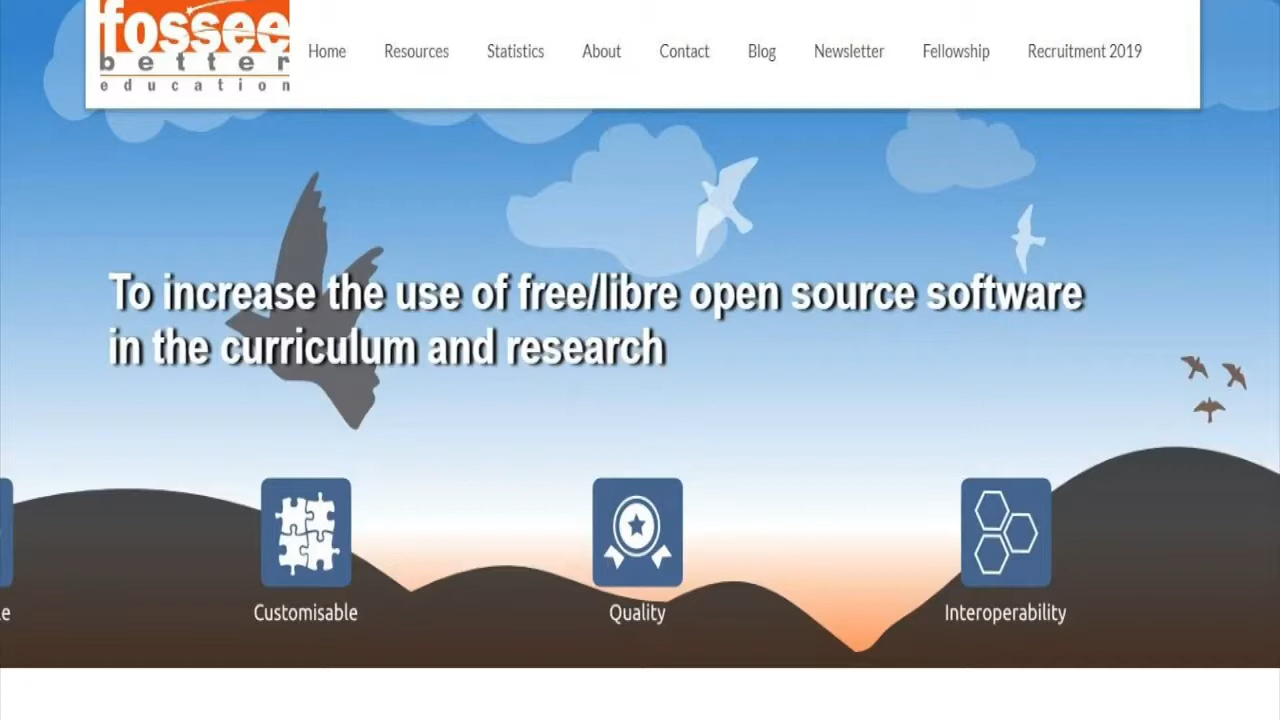 fossee
better
education
Home Resources Statistics About Contact Blog Newsletter Fellowship Recruitment 2019
To increase the use of free/libre open source software
in the curriculum and research
Customisable Quality Interoperability